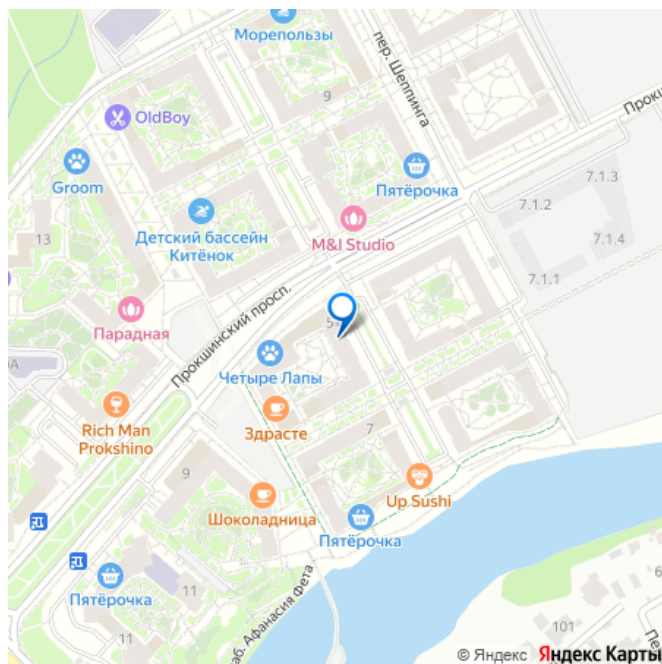 Морепользы
пер. Шеппинга
9
OldBoy
Groom
Пятёрочка
7.1.3
7.1.2
7.1.4
7.1.1
Детский бассейн
Китёнок
M&I Studio
13
Прокшинский просп.
Парадная
Четыре Лапы
Rich Man
Prokshino
Здрасте
7
9
Up.Sushi
Шоколадница
Пятёрочка
Пятёрочка
наб. Афанасия фета
11
11
101
© Яндекс Яндекс Карты